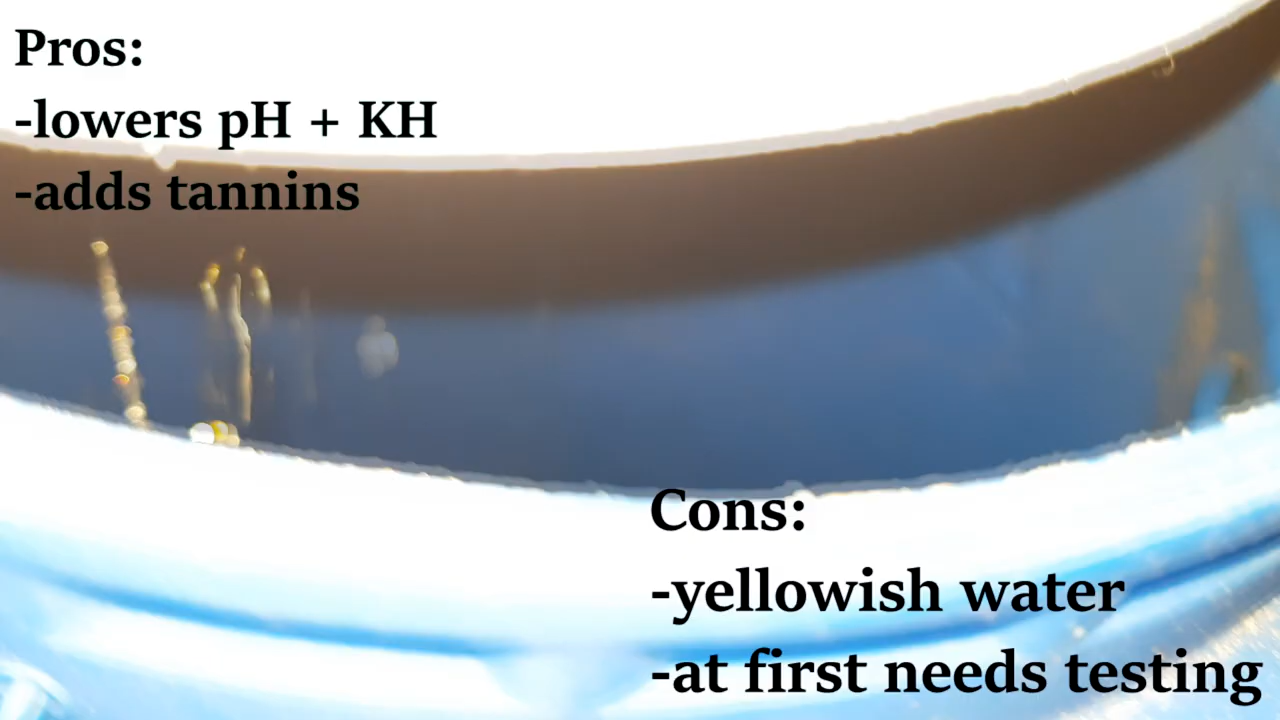 Pros:
-lowers pH + KH
-adds tannins
Cons:
-yellowish water
-at first needs testing